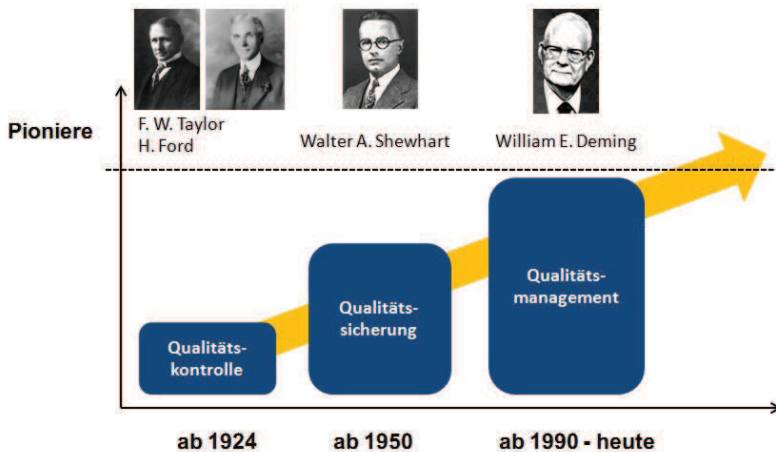 Pioniere
F. W. Taylor
H. Ford
Walter A. Shewhart
William E. Deming
Qualitäts-
kontrolle
Qualitäts-
sicherung
Qualitäts-
management
ab 1924
ab 1950
ab 1990 - heute